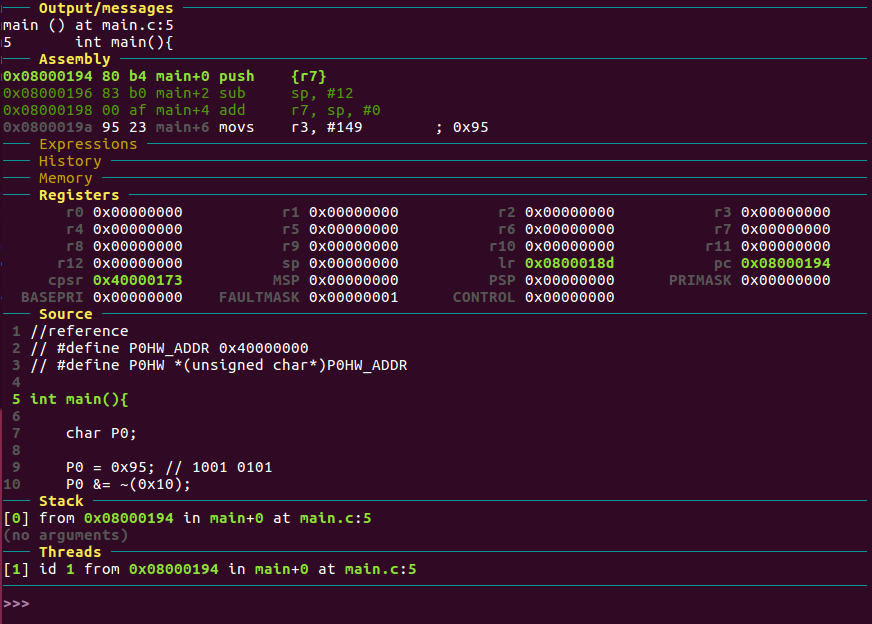 Output/messages
main () at main.c:5
5       int main(){
Assembly
0x08000194 80 b4 main+0 push    {r7}
0x08000196 83 b0 main+2 sub     sp, #12
0x08000198 00 af main+4 add     r7, sp, #0
0x0800019a 95 23 main+6 movs    r3, #149        ; 0x95
Expressions
History
Memory
Registers
r0 0x00000000 r1 0x00000000 r2 0x00000000 r3 0x00000000
r4 0x00000000 r5 0x00000000 r6 0x00000000 r7 0x00000000
r8 0x00000000 r9 0x00000000 r10 0x00000000 r11 0x00000000
r12 0x00000000 sp 0x00000000 lr 0x0800018d pc 0x08000194
cpsr 0x40000173 MSP 0x00000000 PSP 0x00000000 PRIMASK 0x00000000
BASEPRI 0x00000000 FAULTMASK 0x00000001 CONTROL 0x00000000
Source
1 //reference
2 // #define P0HW_ADDR 0x40000000
3 // #define P0HW *(unsigned char*)P0HW_ADDR
4
5 int main(){
6
7     char P0;
8
9     P0 = 0x95; // 1001 0101
10     P0 &= ~(0x10);
Stack
[0] from 0x08000194 in main+0 at main.c:5
(no arguments)
Threads
[1] id 1 from 0x08000194 in main+0 at main.c:5
>>>